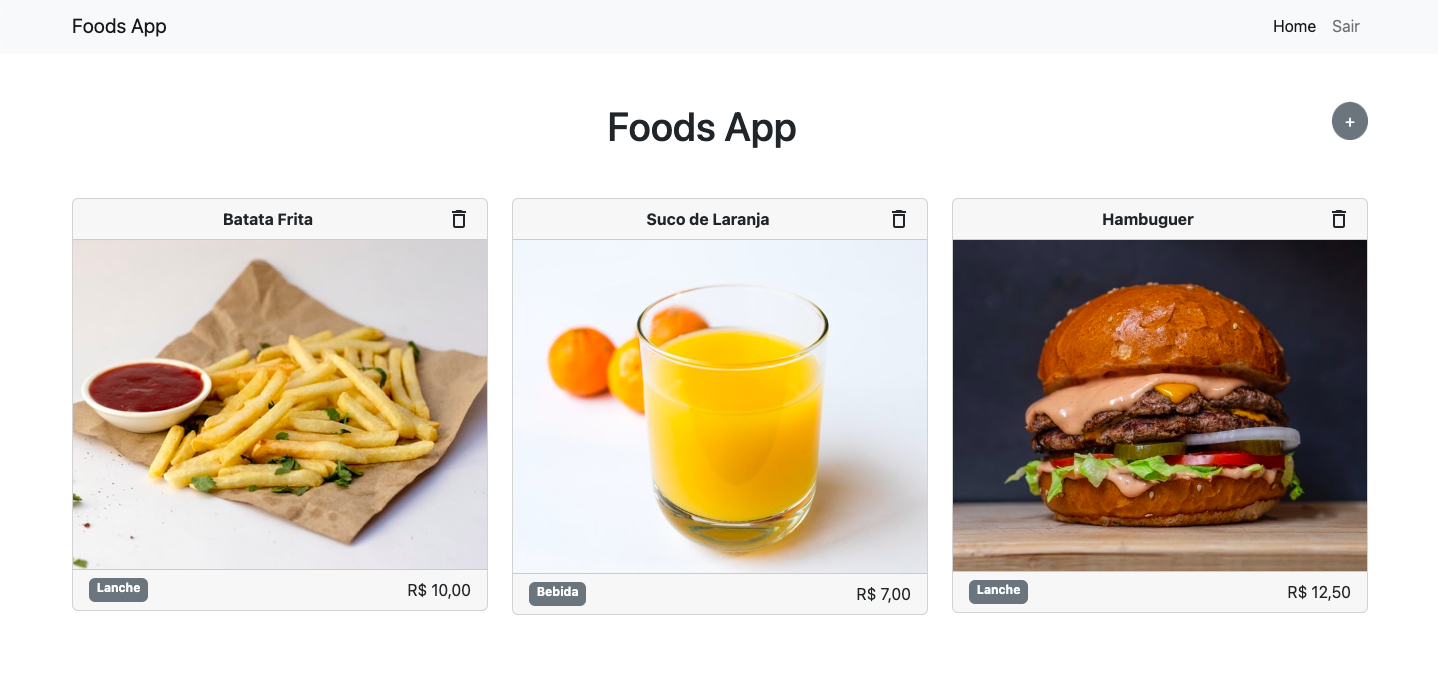 Foods App
Home
Sair
Foods App
+
Batata Frita
Suco de Laranja
Hambuguer
Lanche
R$ 10,00
Bebida
R$ 7,00
Lanche
R$ 12,50